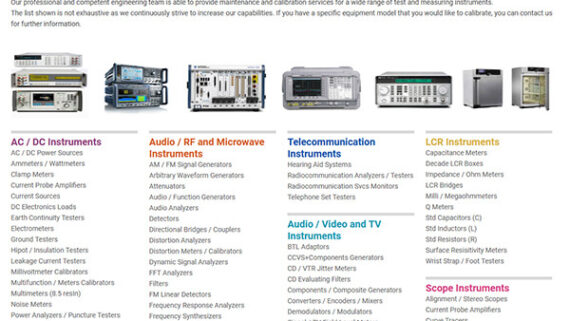 Our professional and competent engineering team is able to provide maintenance and calibration services for a wide range of test and measuring instruments.
The list shown is not exhaustive as we continuously strive to increase our capabilities. If you have a specific equipment model that you would like to calibrate, you can contact us
for further information.
AC / DC Instruments
AC / DC Power Sources
Ammeters / Wattmeters
Clamp Meters
Current Probe Amplifiers
Current Sources
DC Electronics Loads
Earth Continuity Testers
Electrometers
Ground Testers
Hipot / Insulation Testers
Leakage Current Testers
Millivoltmeter Calibrators
Multifunction / Meters Calibrators
Multimeters (8.5 resin)
Noise Meters
Power Analyzers / Puncture Testers
Audio / RF and Microwave
Instruments
AM / FM Signal Generators
Arbitrary Waveform Generators
Attenuators
Audio / Function Generators
Audio Analyzers
Detectors
Directional Bridges / Couplers
Distortion Analyzers
Distortion Meters / Calibrators
Dynamic Signal Analyzers
FFT Analyzers
Filters
FM Linear Detectors
Frequency Response Analyzers
Frequency Synthesizers
Telecommunication
Instruments
Hearing Aid Systems
Radiocommunication Analyzers / Testers
Radiocommunication Svcs Monitors
Telephone Set Testers
Audio / Video and TV
Instruments
BTL Adaptors
CCVS+Components Generators
CD / VTR Jitter Meters
CD Evaluating Filters
Components / Composite Generators
Converters / Encoders / Mixers
Demodulators / Modulators
LCR Instruments
Capacitance Meters
Decade LCR Boxes
Impedance / Ohm Meters
LCR Bridges
Milli / Megaohmmeters
Q Meters
Std Capacitors (C)
Std Inductors (L)
Std Resistors (R)
Surface Resisitivity Meters
Wrist Strap / Foot Testers
Scope Instruments
Alignment / Stereo Scopes
Current Probe Amplifiers
Curve Tracers